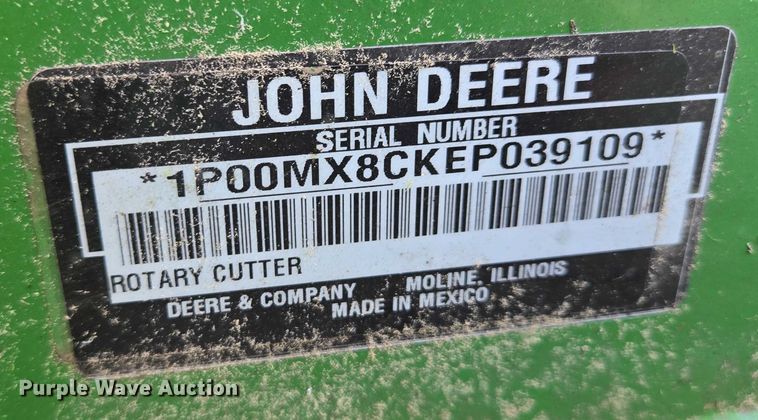 JOHN DEERE
SERIAL NUMBER
*1P00MX8CKEP039109*
ROTARY CUTTER
DEERE & COMPANY MOLINE, ILLINOIS
MADE IN MEXICO
Purple Wave Auction